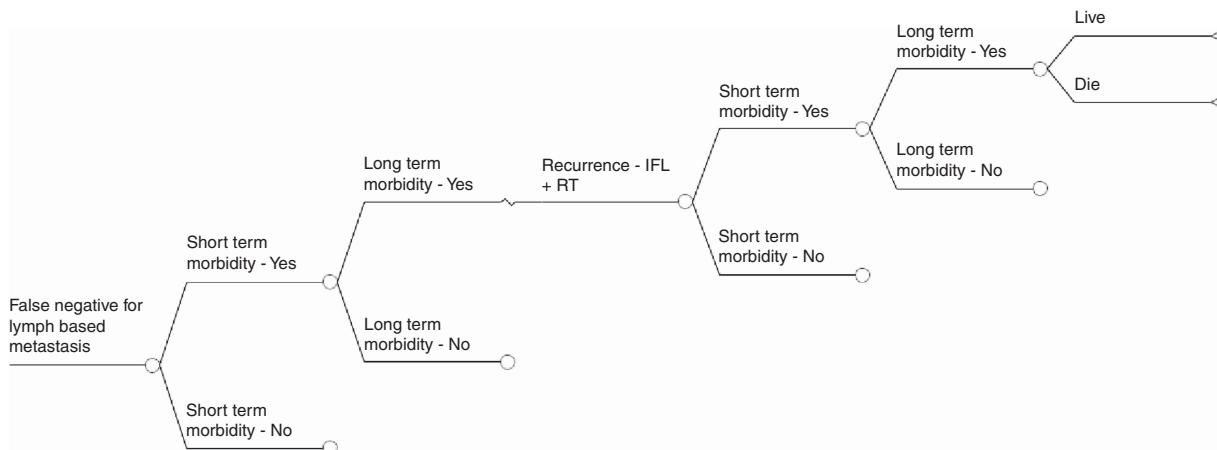 False negative for
lymph based
metastasis
Short term
morbidity - Yes
Short term
morbidity - No
Long term
morbidity - Yes
Long term
morbidity - No
Recurrence - IFL
+ RT
Short term
morbidity - Yes
Short term
morbidity - No
Long term
morbidity - Yes
Long term
morbidity - No
Live
Die